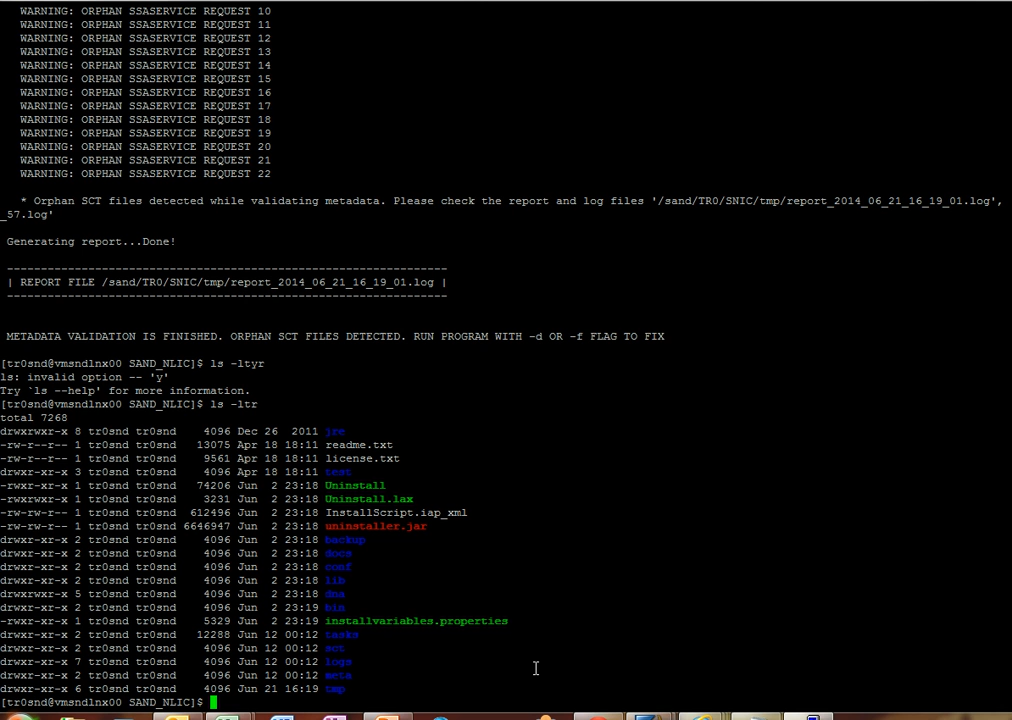 WARNING: ORPHAN SSASERVICE REQUEST 10
WARNING: ORPHAN SSASERVICE REQUEST 11
WARNING: ORPHAN SSASERVICE REQUEST 12
WARNING: ORPHAN SSASERVICE REQUEST 13
WARNING: ORPHAN SSASERVICE REQUEST 14
WARNING: ORPHAN SSASERVICE REQUEST 15
WARNING: ORPHAN SSASERVICE REQUEST 16
WARNING: ORPHAN SSASERVICE REQUEST 17
WARNING: ORPHAN SSASERVICE REQUEST 18
WARNING: ORPHAN SSASERVICE REQUEST 19
WARNING: ORPHAN SSASERVICE REQUEST 20
WARNING: ORPHAN SSASERVICE REQUEST 21
WARNING: ORPHAN SSASERVICE REQUEST 22
* Orphan SCT files detected while validating metadata. Please check the report and log files '/sand/TR0/SNIC/tmp/report_2014_06_21_16_19_01.log',
_57.log'
Generating report...Done!
----------------------------------------------------------------
| REPORT FILE /sand/TR0/SNIC/tmp/report_2014_06_21_16_19_01.log |
----------------------------------------------------------------
METADATA VALIDATION IS FINISHED. ORPHAN SCT FILES DETECTED. RUN PROGRAM WITH -d OR -f FLAG TO FIX
[tr0snd@vmsndlnx00 SAND_NLIC]$ ls -ltyr
ls: invalid option -- 'y'
Try `ls --help' for more information.
[tr0snd@vmsndlnx00 SAND_NLIC]$ ls -ltr
total 7268
drwxrwxr-x 8 tr0snd tr0snd    4096 Dec 26  2011 jre
-rw-r--r-- 1 tr0snd tr0snd   13075 Apr 18 18:11 readme.txt
-rw-r--r-- 1 tr0snd tr0snd    9561 Apr 18 18:11 license.txt
drwxr-xr-x 3 tr0snd tr0snd    4096 Apr 18 18:11 test
-rwxr-xr-x 1 tr0snd tr0snd   74206 Jun  2 23:18 Uninstall
-rwxrwxr-x 1 tr0snd tr0snd    3231 Jun  2 23:18 Uninstall.lax
-rw-rw-r-- 1 tr0snd tr0snd  612496 Jun  2 23:18 InstallScript.iap_xml
-rw-rw-r-- 1 tr0snd tr0snd 6646947 Jun  2 23:18 uninstaller.jar
drwxr-xr-x 2 tr0snd tr0snd    4096 Jun  2 23:18 backup
drwxr-xr-x 2 tr0snd tr0snd    4096 Jun  2 23:18 docs
drwxr-xr-x 2 tr0snd tr0snd    4096 Jun  2 23:18 conf
drwxr-xr-x 2 tr0snd tr0snd    4096 Jun  2 23:18 lib
drwxrwxr-x 5 tr0snd tr0snd    4096 Jun  2 23:18 dna
drwxr-xr-x 2 tr0snd tr0snd    4096 Jun  2 23:19 bin
-rwxr-xr-x 1 tr0snd tr0snd    5329 Jun  2 23:19 installvariables.properties
drwxr-xr-x 2 tr0snd tr0snd   12288 Jun 12 00:12 tasks
drwxr-xr-x 2 tr0snd tr0snd    4096 Jun 12 00:12 sct
drwxr-xr-x 7 tr0snd tr0snd    4096 Jun 12 00:12 logs
drwxr-xr-x 2 tr0snd tr0snd    4096 Jun 12 00:12 meta
drwxr-xr-x 6 tr0snd tr0snd    4096 Jun 21 16:19 tmp
[tr0snd@vmsndlnx00 SAND_NLIC]$